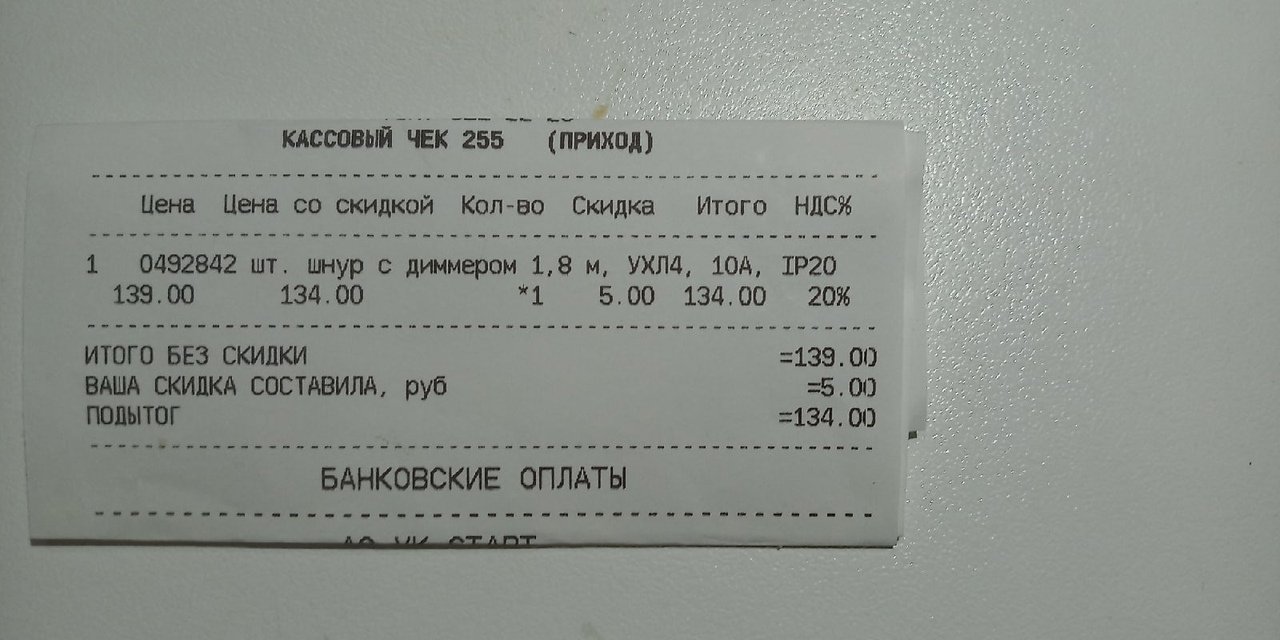 КАССОВЫЙ ЧЕК 255 (ПРИХОД)
Цена Цена со скидкой Кол-во Скидка Итого НДС%
1 0492842 шт. шнур с диммером 1,8 м, УХЛ4, 10А, IP20
139.00 134.00 *1 5.00 134.00 20%
ИТОГО БЕЗ СКИДКИ =139.00
ВАША СКИДКА СОСТАВИЛА, руб =5.00
ПОДЫТОГ =134.00
БАНКОВСКИЕ ОПЛАТЫ